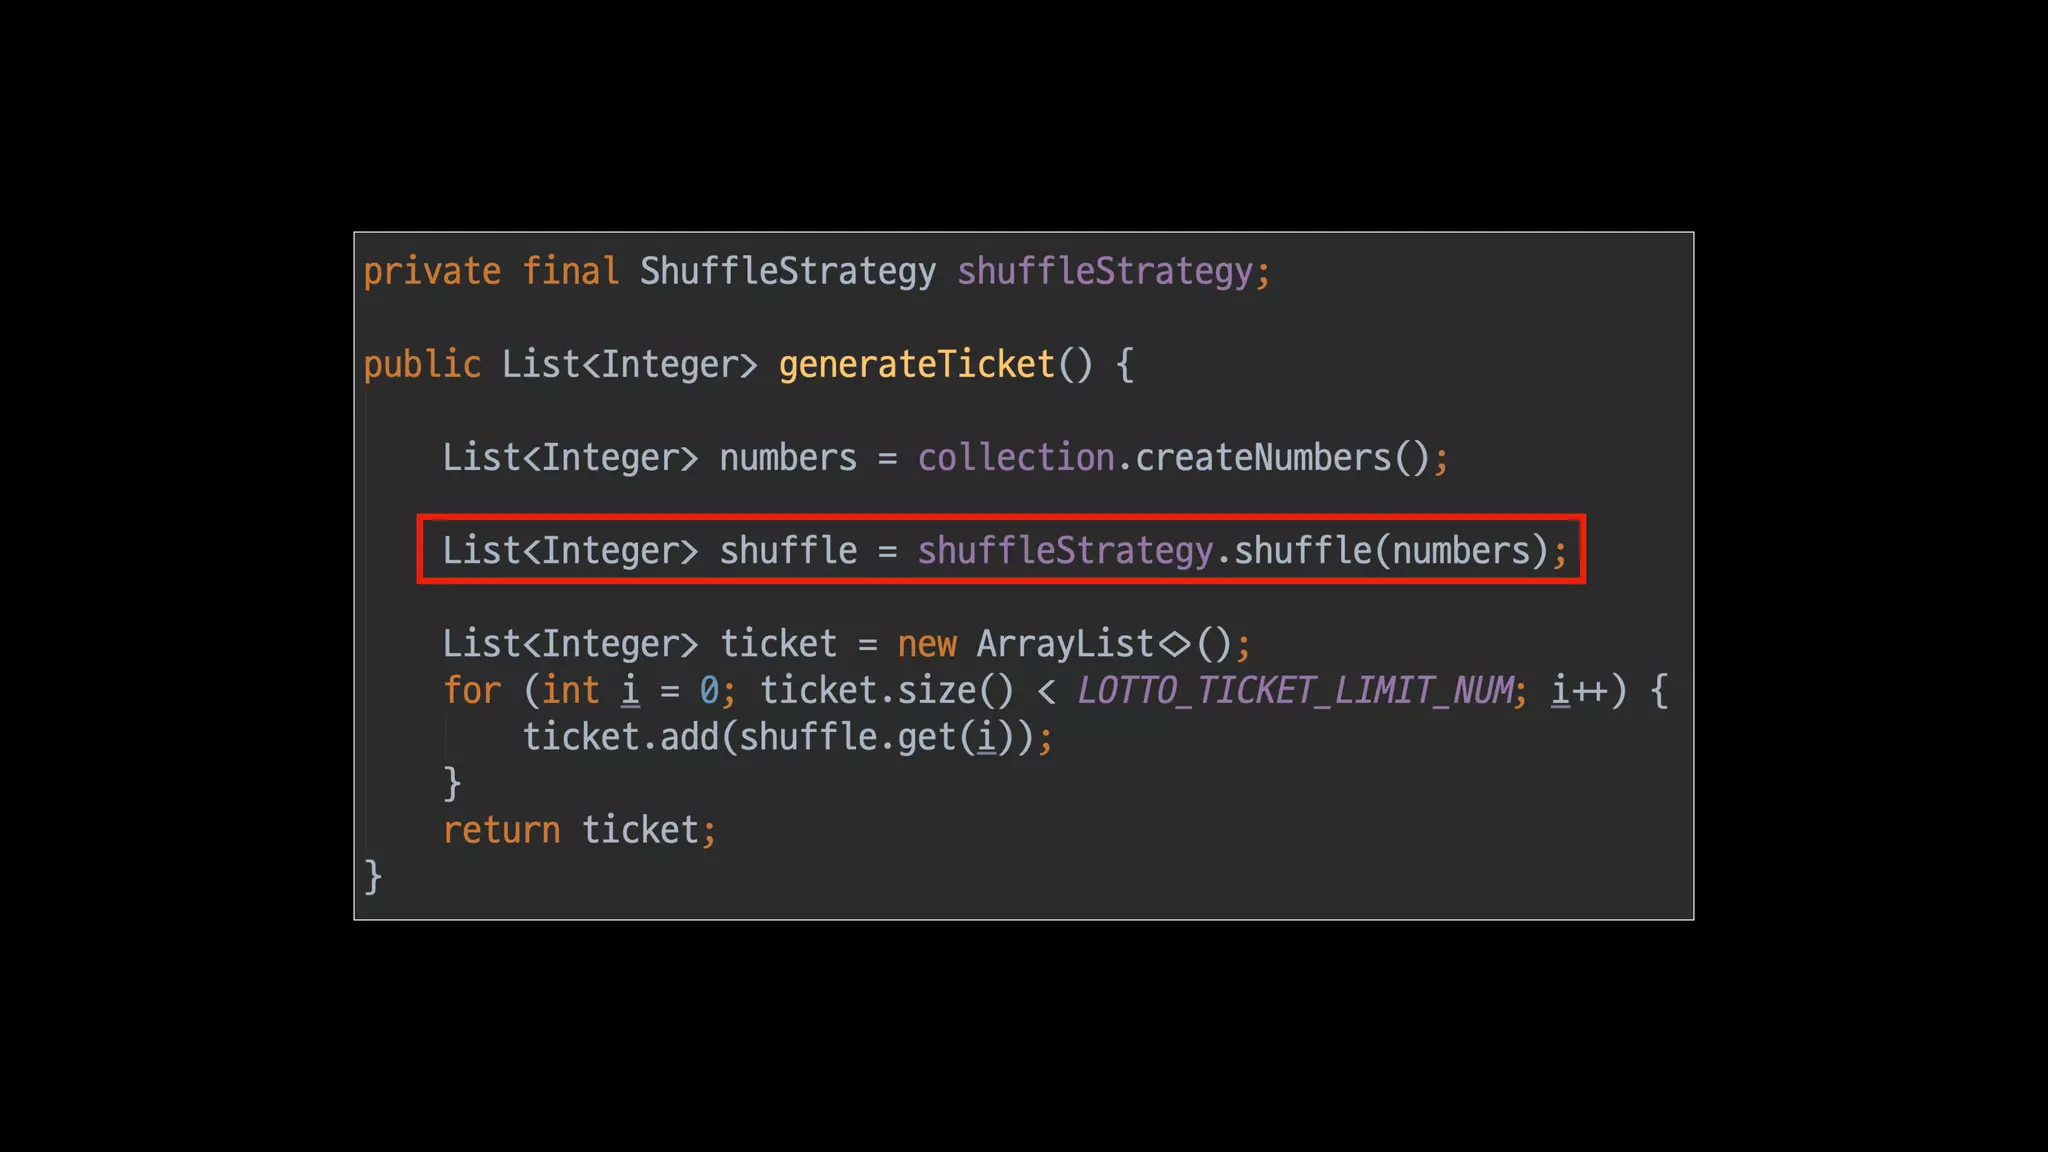 private final ShuffleStrategy shuffleStrategy;
public List<Integer> generateTicket() {
List<Integer> numbers = collection.createNumbers();
List<Integer> shuffle = shuffleStrategy.shuffle(numbers);
List<Integer> ticket = new ArrayList<>();
for (int i = 0; ticket.size() < LOTTO_TICKET_LIMIT_NUM; i++) {
ticket.add(shuffle.get(i));
}
return ticket;
}